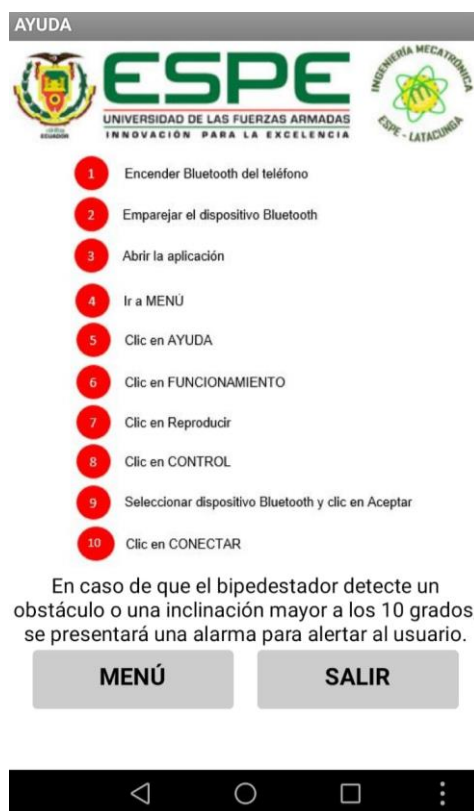 AYUDA
ESPE
UNIVERSIDAD DE LAS FUERZAS ARMADAS
INNOVACIÓN PARA LA EXCELENCIA
ECUADOR
INGENIERÍA MECATRÓNICA
ESPE - LATACUNGA
1 Encender Bluetooth del teléfono
2 Emparejar el dispositivo Bluetooth
3 Abrir la aplicación
4 Ir a MENÚ
5 Clic en AYUDA
6 Clic en FUNCIONAMIENTO
7 Clic en Reproducir
8 Clic en CONTROL
9 Seleccionar dispositivo Bluetooth y clic en Aceptar
10 Clic en CONECTAR
En caso de que el bipedestador detecte un
obstáculo o una inclinación mayor a los 10 grados
se presentará una alarma para alertar al usuario.
MENÚ SALIR